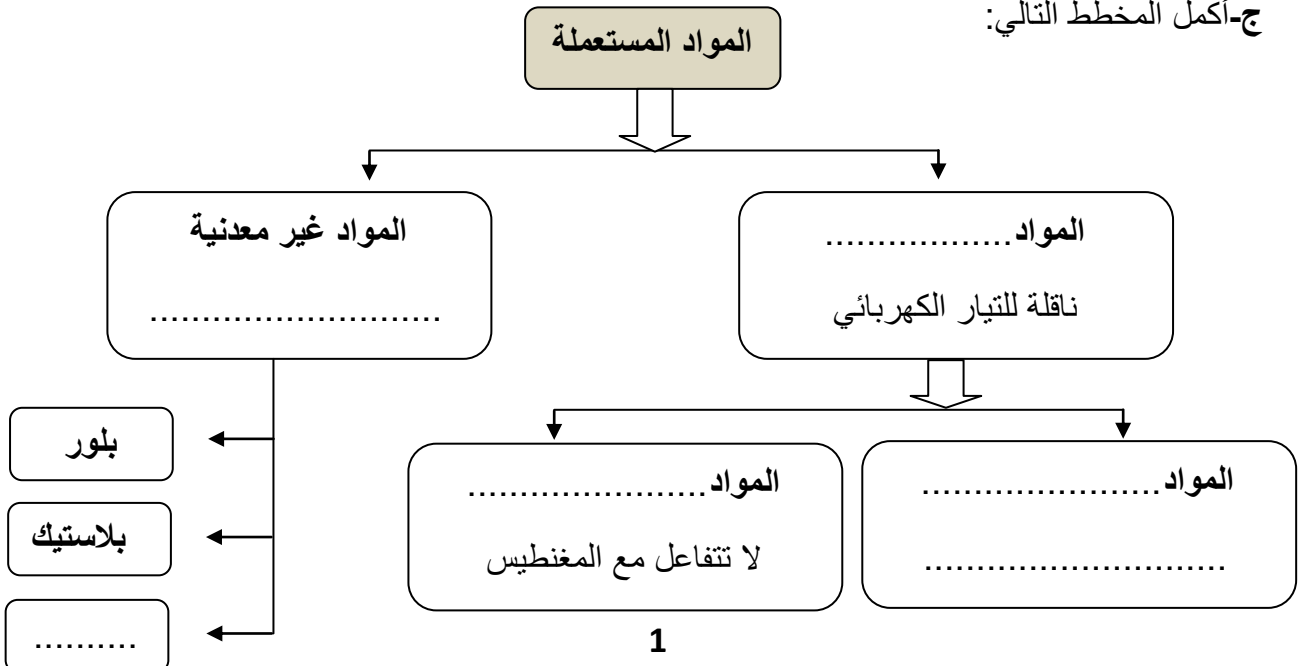 ج-أكمل المخطط التالي:
المواد المستعملة
المواد..................
ناقلة للتيار الكهربائي
المواد غير معدنية
............................
المواد.......................
.............................
المواد.......................
لا تتفاعل مع المغنطيس
بلور
بلاستيك
..........
1